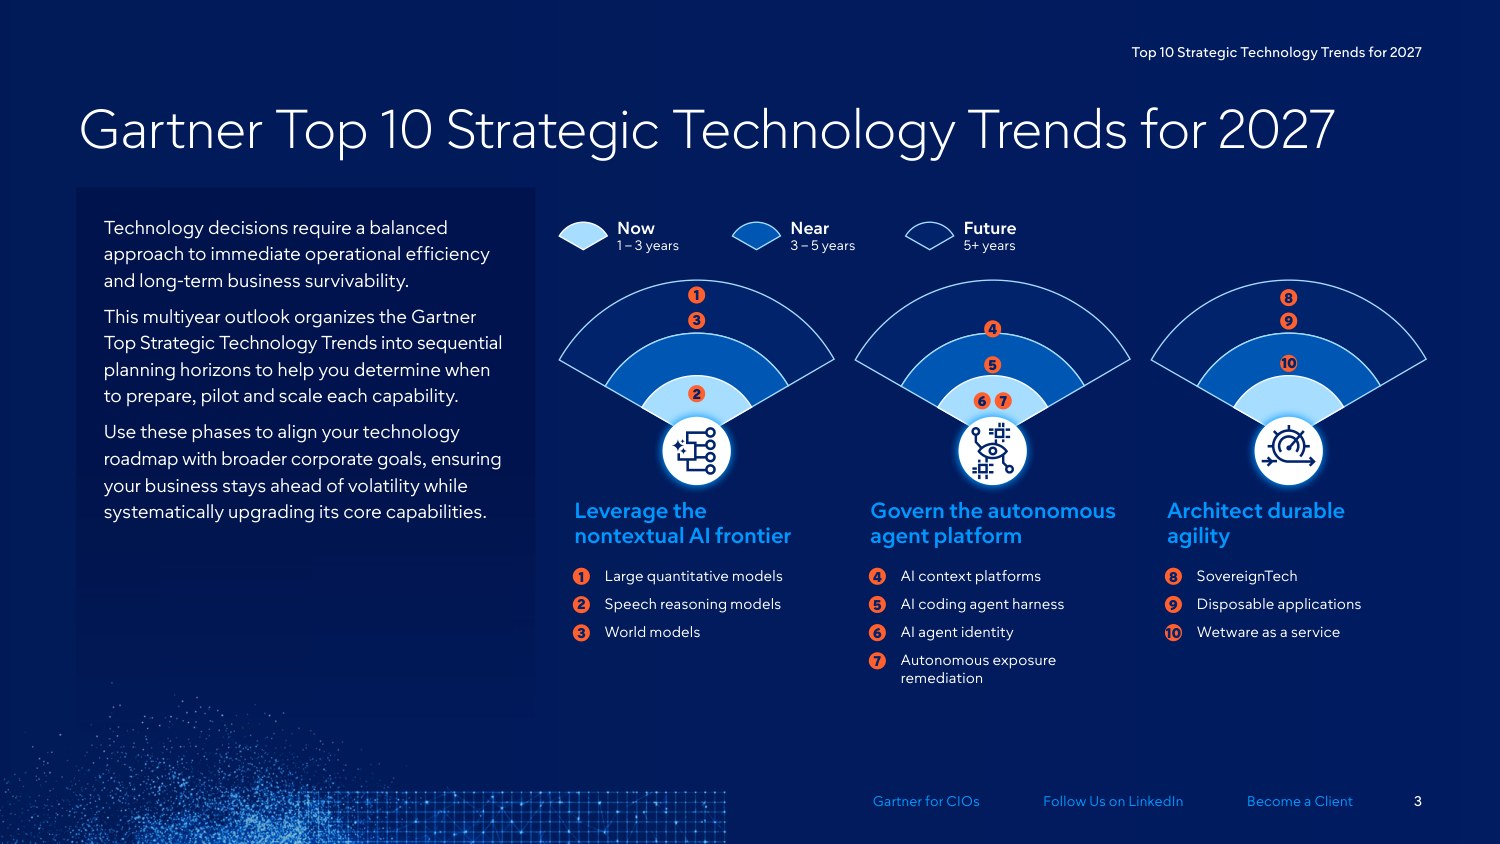 Top 10 Strategic Technology Trends for 2027
Gartner Top 10 Strategic Technology Trends for 2027
Technology decisions require a balanced
approach to immediate operational efficiency
and long-term business survivability.
This multiyear outlook organizes the Gartner
Top Strategic Technology Trends into sequential
planning horizons to help you determine when
to prepare, pilot and scale each capability.
Use these phases to align your technology
roadmap with broader corporate goals, ensuring
your business stays ahead of volatility while
systematically upgrading its core capabilities.
Now
1 – 3 years
Near
3 – 5 years
Future
5+ years
1
3
2
4
5
6 7
8
9
10
Leverage the
nontextual AI frontier
1 Large quantitative models
2 Speech reasoning models
3 World models
Govern the autonomous
agent platform
4 AI context platforms
5 AI coding agent harness
6 AI agent identity
7 Autonomous exposure
remediation
Architect durable
agility
8 SovereignTech
9 Disposable applications
10 Wetware as a service
Gartner for CIOs
Follow Us on LinkedIn
Become a Client
3